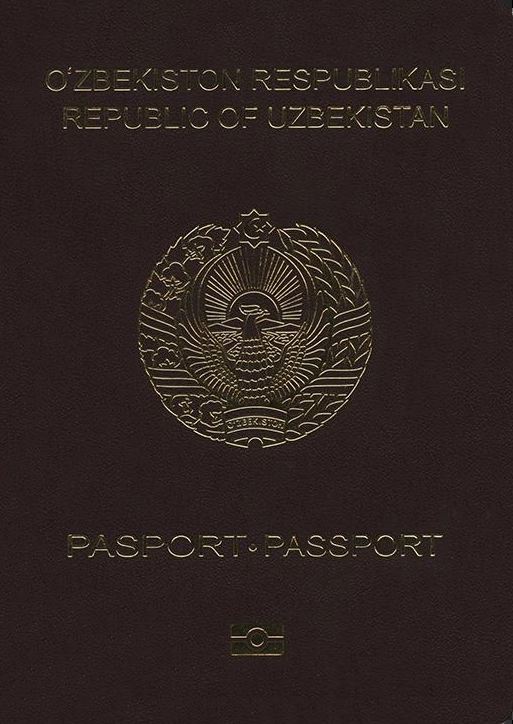 O‘ZBEKISTON RESPUBLIKASI
REPUBLIC OF UZBEKISTAN
O‘ZBEKISTON
PASPORT · PASSPORT